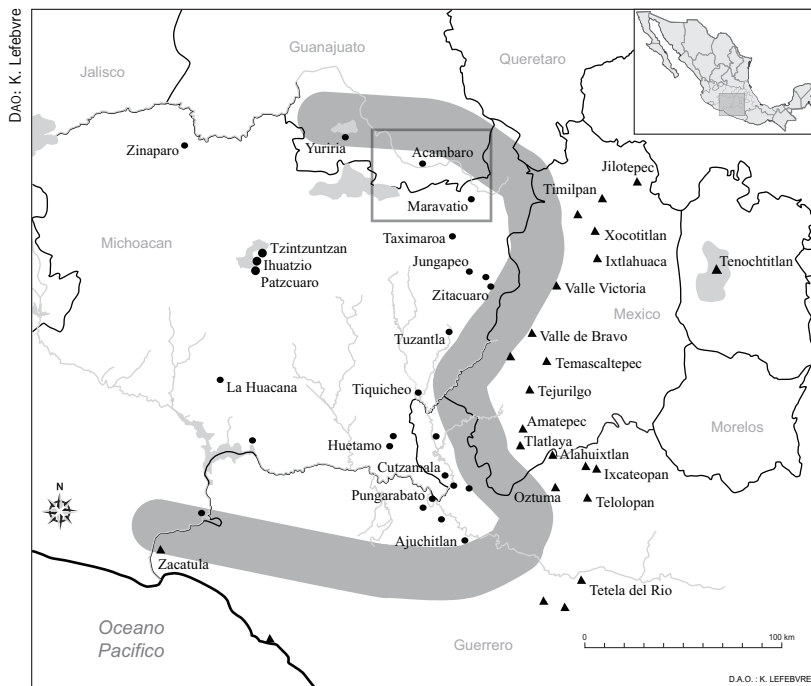 DAO: K. Lefebvre
Guanajuato
Queretaro
Jalisco
Zinaparo
Yuriria
Acambaro
Jilotepec
Timilpan
Maravatio
Michoacan
Taximaroa
Xocotitlan
Tzintzuntzan
Ihuatzio
Patzcuaro
Jungapeo
Ixtlahuaca
Tenochtitlan
Zitacuaro
Valle Victoria
Mexico
Tuzantla
Valle de Bravo
Temascaltepec
La Huacana
Tiquicheo
Tejurilgo
Morelos
Amatepec
Huetamo
Tlatlaya
Alahuixtlan
Cutzamala
Ixcateopan
N
Pungarabato
Oztuma
Telolopan
Ajuchitlan
Zacatula
Tetela del Rio
Oceano
Pacifico
Guerrero
0 100 km
D.A.O. : K. LEFEBVRE